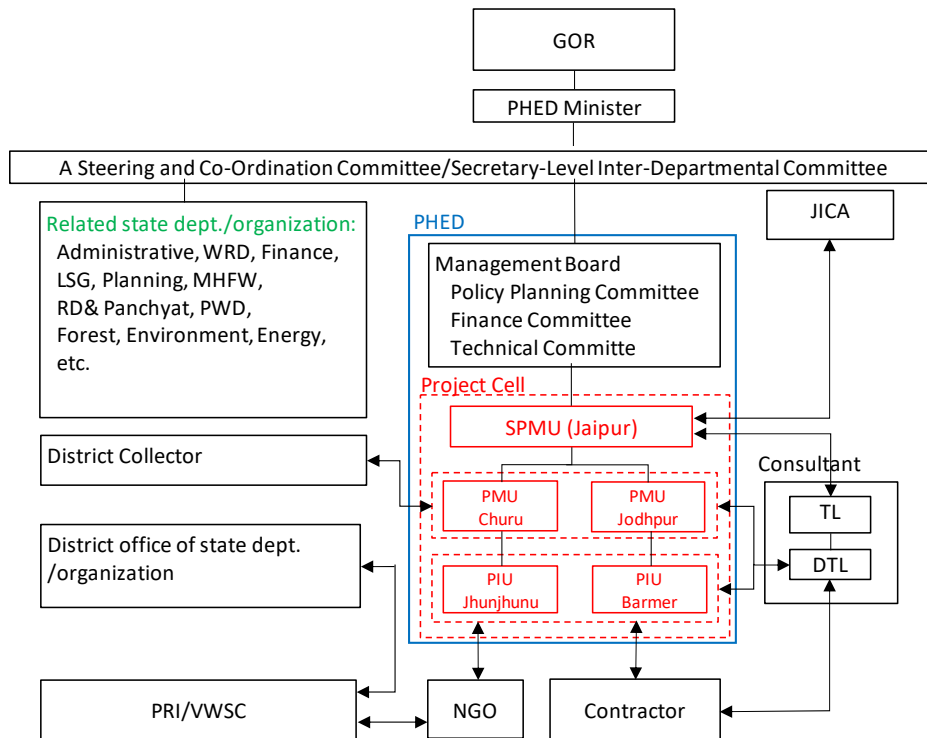 GOR
PHED Minister
A Steering and Co-Ordination Committee/Secretary-Level Inter-Departmental Committee
Related state dept./organization:
Administrative, WRD, Finance,
LSG, Planning, MHFW,
RD& Panchyat, PWD,
Forest, Environment, Energy,
etc.
PHED
JICA
Management Board
Policy Planning Committee
Finance Committee
Technical Committe
Project Cell
SPMU (Jaipur)
District Collector
Consultant
PMU
Churu
PMU
Jodhpur
TL
District office of state dept.
/organization
DTL
PIU
Jhunjhunu
PIU
Barmer
PRI/VWSC
NGO
Contractor